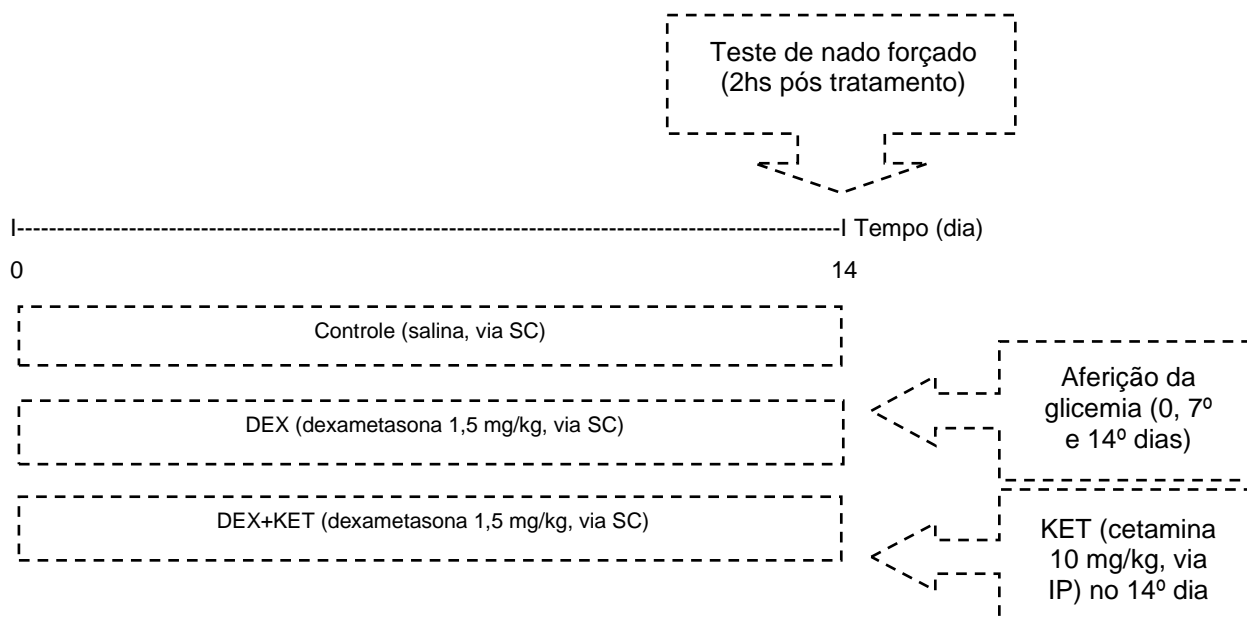 Teste de nado forçado
(2hs pós tratamento)
I-----------------------------------------------------------------------------------------------------I Tempo (dia)
0
14
Controle (salina, via SC)
DEX (dexametasona 1,5 mg/kg, via SC)
DEX+KET (dexametasona 1,5 mg/kg, via SC)
Aferição da
glicemia (0, 7º
e 14º dias)
KET (cetamina
10 mg/kg, via
IP) no 14º dia